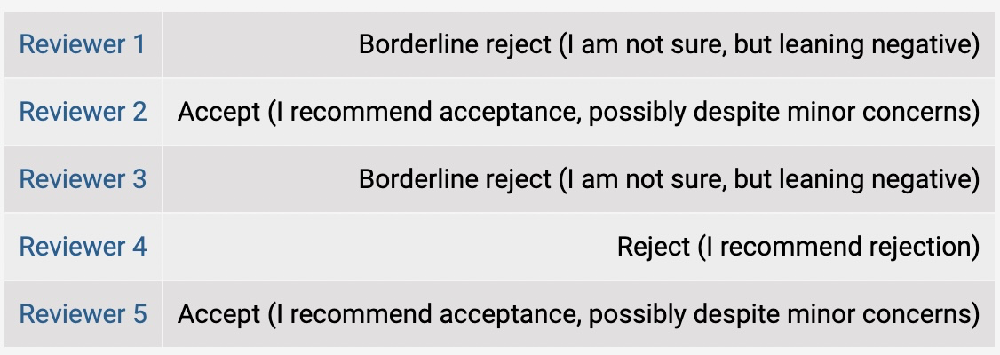 Reviewer 1 Borderline reject (I am not sure, but leaning negative)
Reviewer 2 Accept (I recommend acceptance, possibly despite minor concerns)
Reviewer 3 Borderline reject (I am not sure, but leaning negative)
Reviewer 4 Reject (I recommend rejection)
Reviewer 5 Accept (I recommend acceptance, possibly despite minor concerns)